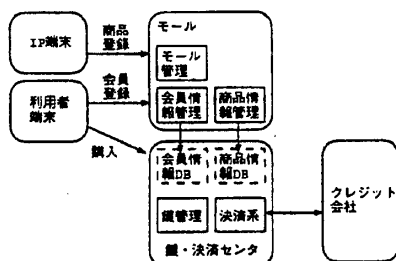 モール
IP端末
商品
登録
モール
管理
会員
登録
利用者
端末
会員情
報管理
商品情
報管理
購入
会員情
報DB
商品情
報DB
クレジット
会社
鍵管理
決済系
鍵・決済センタ